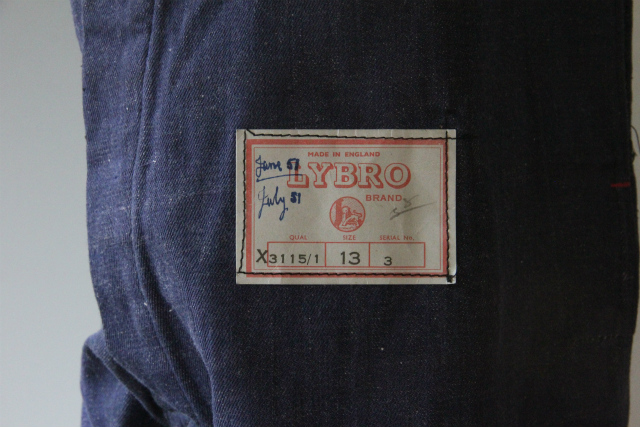 MADE IN ENGLAND
June 51
LYBRO
July 51
BRAND
QUAL SIZE SERIAL No.
X3115/1 13 3